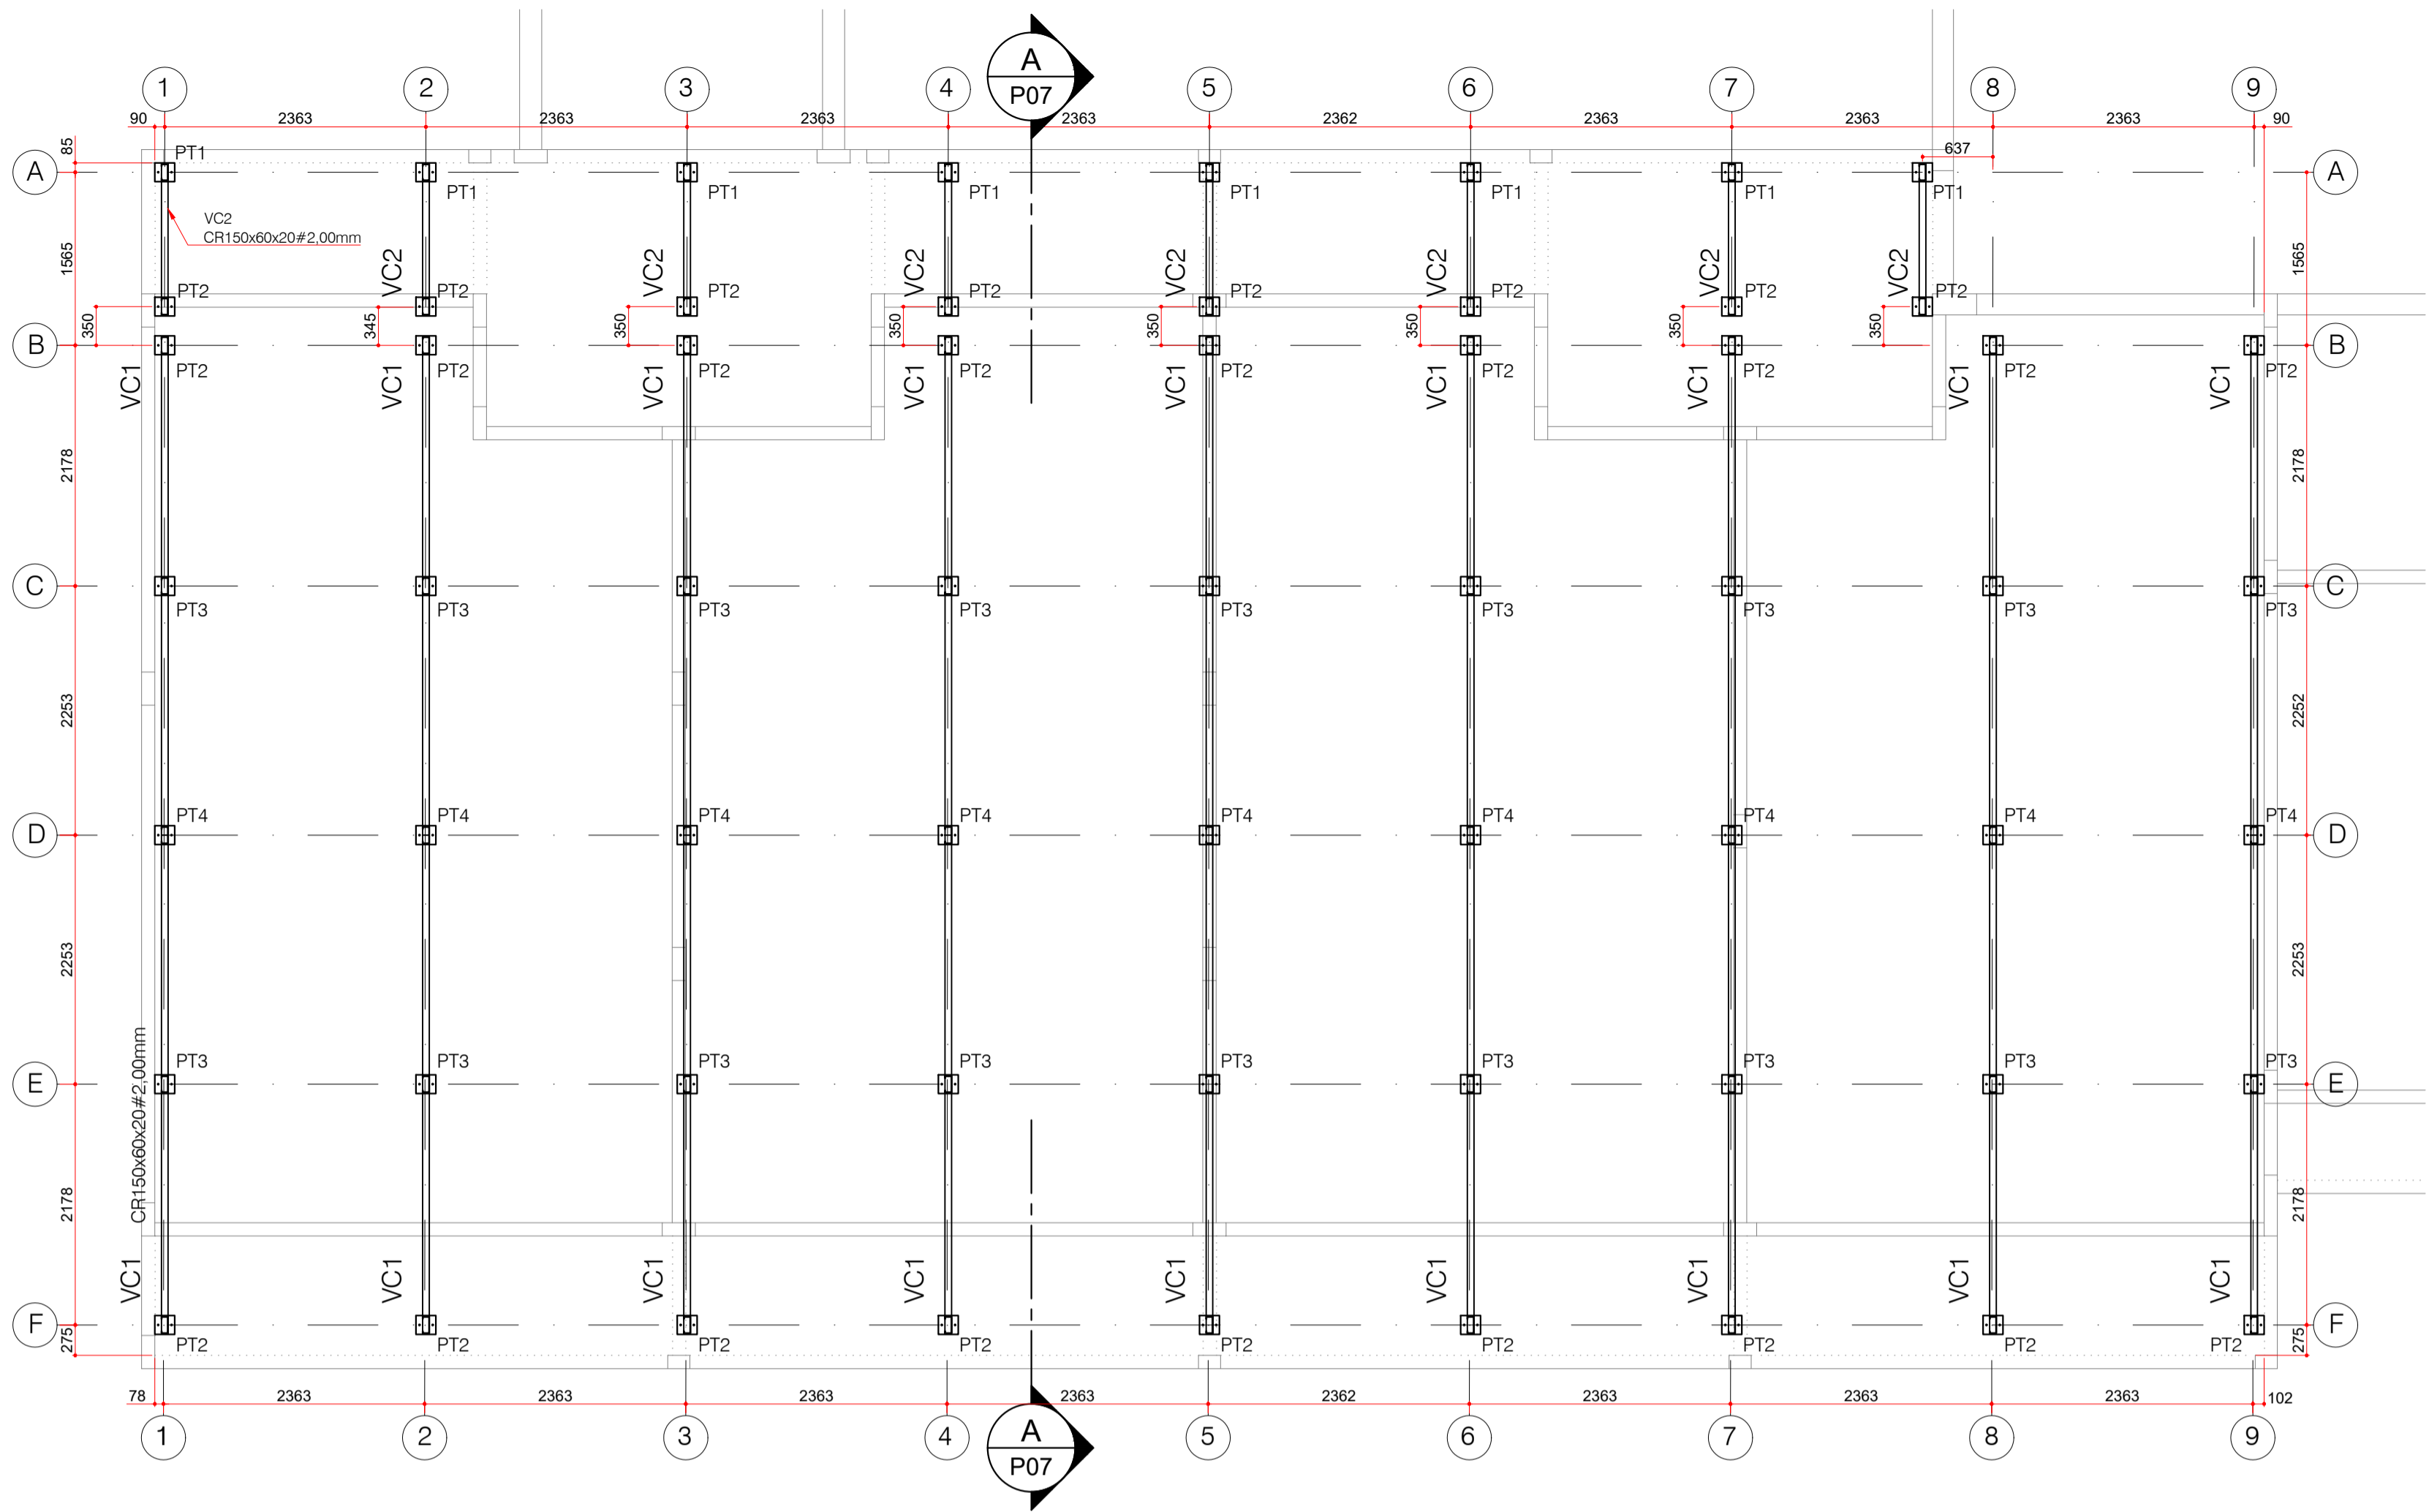 A
P07
1 2 3 4 5 6 7 8 9
90 2363 2363 2363 2363 2362 2363 2363 2363 90
85
637
PT1
A A
PT1 PT1 PT1 PT1 PT1 PT1 PT1
VC2
CR150x60x20#2,00mm
1565 1565
VC2 VC2 VC2 VC2 VC2 VC2 VC2
PT2 PT2 PT2 PT2 PT2 PT2 PT2 PT2
350 345 350 350 350 350 350 350
B B
PT2 PT2 PT2 PT2 PT2 PT2 PT2 PT2 PT2
VC1 VC1 VC1 VC1 VC1 VC1 VC1 VC1 VC1
2178 2178
C C
PT3 PT3 PT3 PT3 PT3 PT3 PT3 PT3 PT3
2253 2252
PT4 PT4 PT4 PT4 PT4 PT4 PT4 PT4 PT4
D D
2253 2253
PT3 PT3 PT3 PT3 PT3 PT3 PT3 PT3 PT3
E E
CR150x60x20#2,00mm
2178 2178
VC1 VC1 VC1 VC1 VC1 VC1 VC1 VC1 VC1
F F
275 PT2 PT2 PT2 PT2 PT2 PT2 PT2 PT2 PT2 275
78 2363 2363 2363 2363 2362 2363 2363 2363 102
1 2 3 4 5 6 7 8 9
A
P07